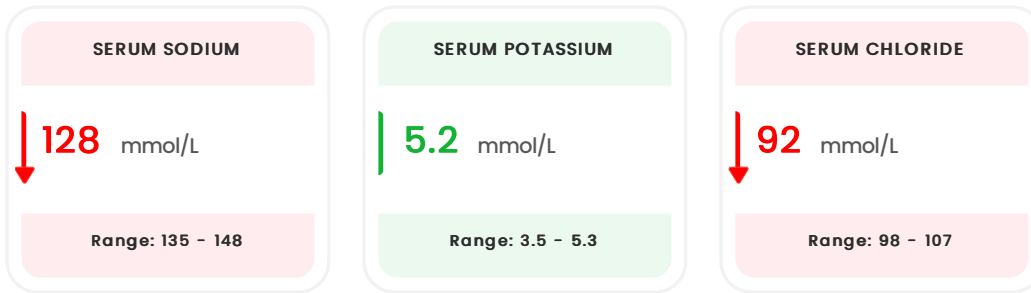 SERUM SODIUM
128 mmol/L
Range: 135 - 148
SERUM POTASSIUM
5.2 mmol/L
Range: 3.5 - 5.3
SERUM CHLORIDE
92 mmol/L
Range: 98 - 107